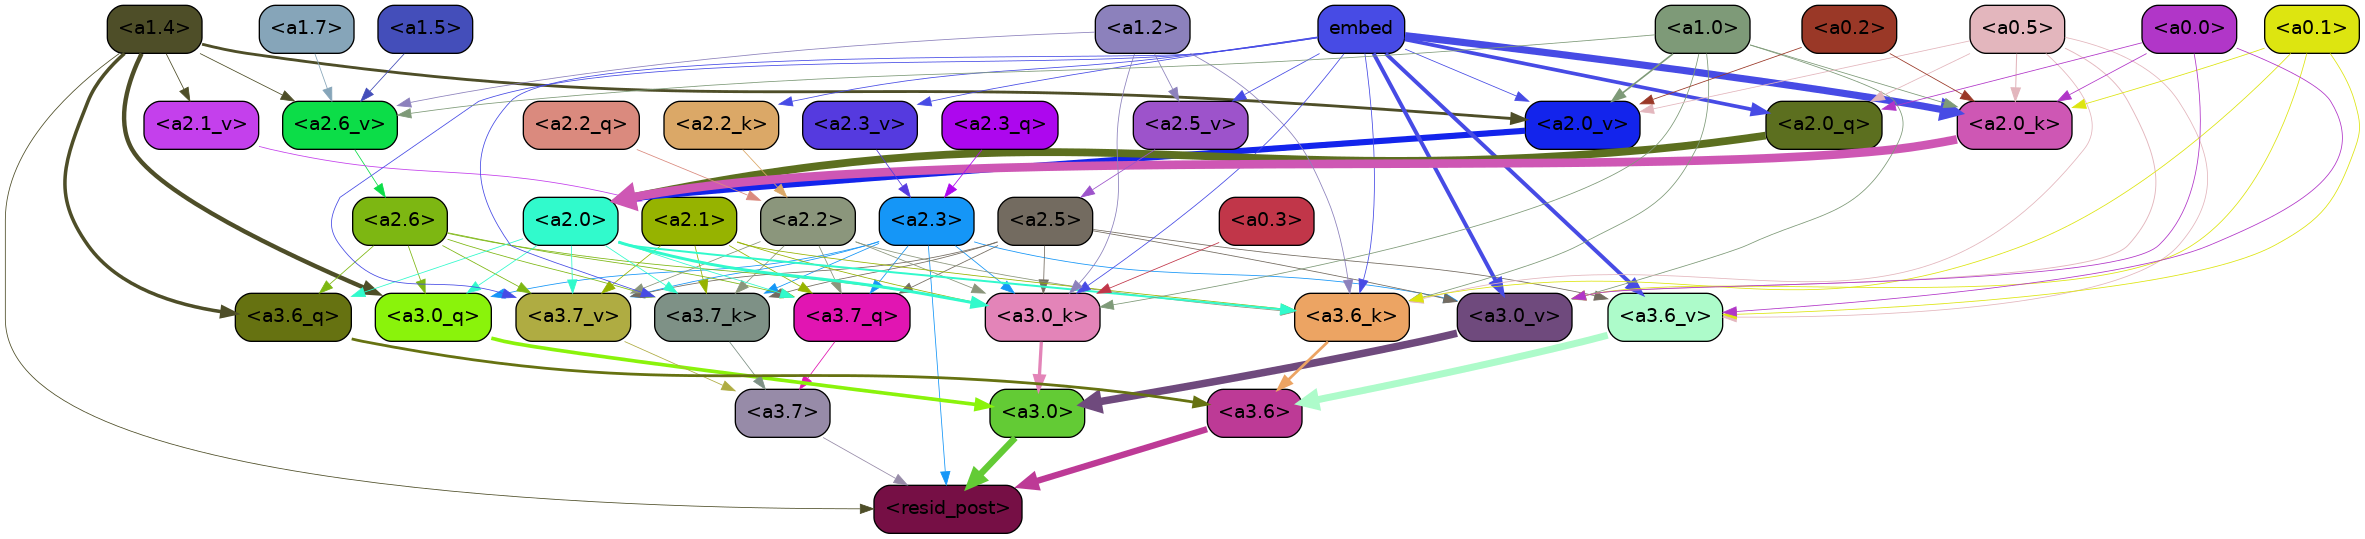 <a1.4> <a1.7> <a1.5> <a1.2> embed <a1.0> <a0.2> <a0.5> <a0.0> <a0.1>
<a2.1_v> <a2.6_v> <a2.2_q> <a2.2_k> <a2.3_v> <a2.3_q> <a2.5_v> <a2.0_v> <a2.0_q> <a2.0_k>
<a2.6> <a2.0> <a2.1> <a2.2> <a2.3> <a2.5> <a0.3>
<a3.6_q> <a3.0_q> <a3.7_v> <a3.7_k> <a3.7_q> <a3.0_k> <a3.6_k> <a3.0_v> <a3.6_v>
<a3.7> <a3.0> <a3.6>
<resid_post>